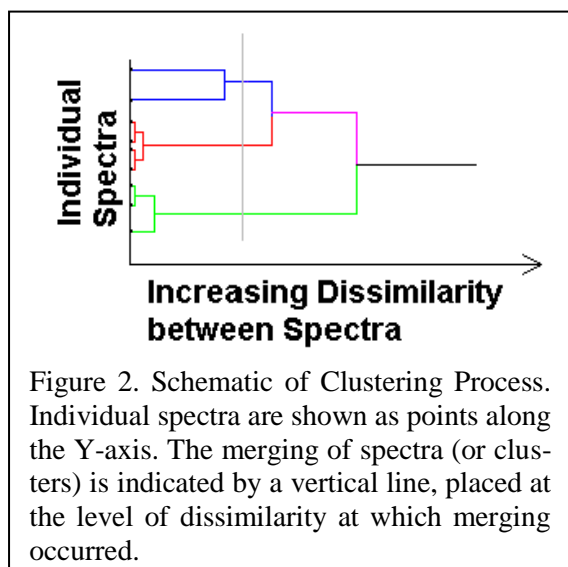 Individual
Spectra
Increasing Dissimilarity
between Spectra
Figure 2. Schematic of Clustering Process.
Individual spectra are shown as points along
the Y-axis. The merging of spectra (or clus-
ters) is indicated by a vertical line, placed at
the level of dissimilarity at which merging
occurred.